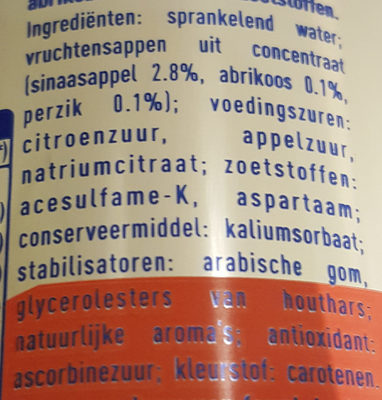 Ingrediënten: sprankelend water;
vruchtensappen uit concentraat
(sinaasappel 2.8%, abrikoos 0.1%,
perzik 0.1%); voedingszuren:
citroenzuur, appelzuur,
natriumcitraat; zoetstoffen:
acesulfame-K, aspartaam;
conserveermiddel: kaliumsorbaat;
stabilisatoren: arabische gom,
glycerolesters van houthars;
natuurlijke aroma's; antioxidant:
ascorbinezuur; kleurstof: carotenen.